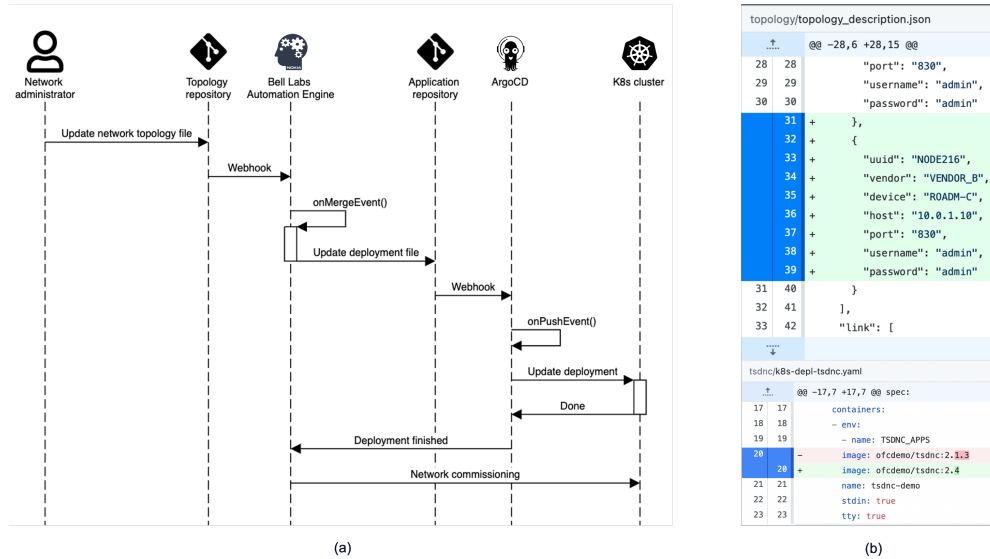 Network
administrator
Topology
repository
NOKIA
Bell Labs
Automation Engine
Application
repository
ArgoCD
K8s cluster
Update network topology file
Webhook
onMergeEvent()
Update deployment file
Webhook
onPushEvent()
Update deployment
Done
Deployment finished
Network commissioning
(a)
topology/topology_description.json
@@ -28,6 +28,15 @@
28 28 "port": "830",
29 29 "username": "admin",
30 30 "password": "admin"
31 + },
32 + {
33 + "uuid": "NODE216",
34 + "vendor": "VENDOR_B",
35 + "device": "ROADM-C",
36 + "host": "10.0.1.10",
37 + "port": "830",
38 + "username": "admin",
39 + "password": "admin"
31 40 }
32 41 ],
33 42 "link": [
tsdnc/k8s-depl-tsdnc.yaml
@@ -17,7 +17,7 @@ spec:
17 17 containers:
18 18 - env:
19 19 - name: TSDNC_APPS
20 - image: ofcdemo/tsdnc:2.1.3
20 + image: ofcdemo/tsdnc:2.4
21 21 name: tsdnc-demo
22 22 stdin: true
23 23 tty: true
(b)